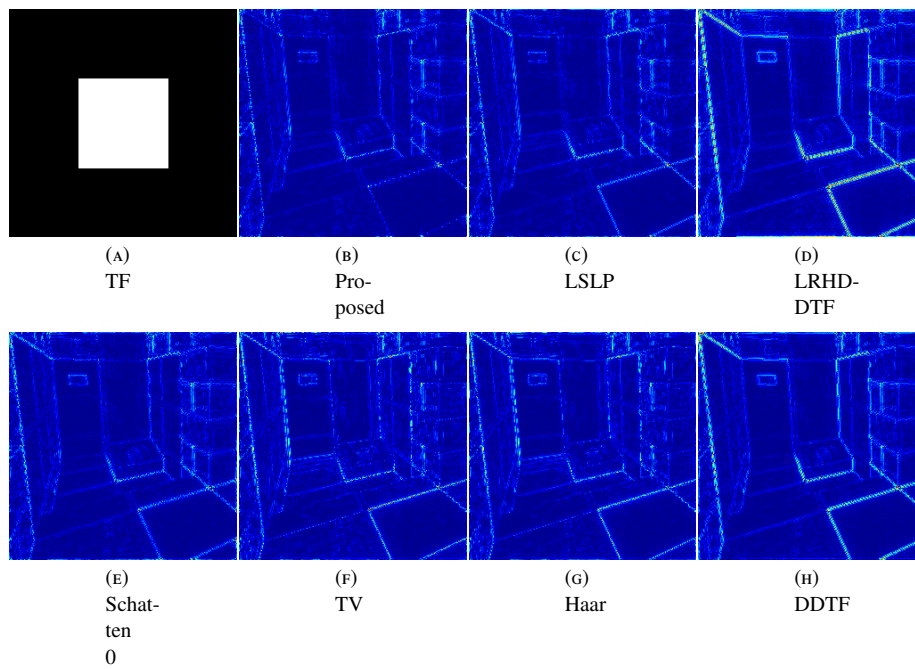 (A)
TF
(B)
Pro-
posed
(C)
LSLP
(D)
LRHD-
DTF
(E)
Schat-
ten
0
(F)
TV
(G)
Haar
(H)
DDTF